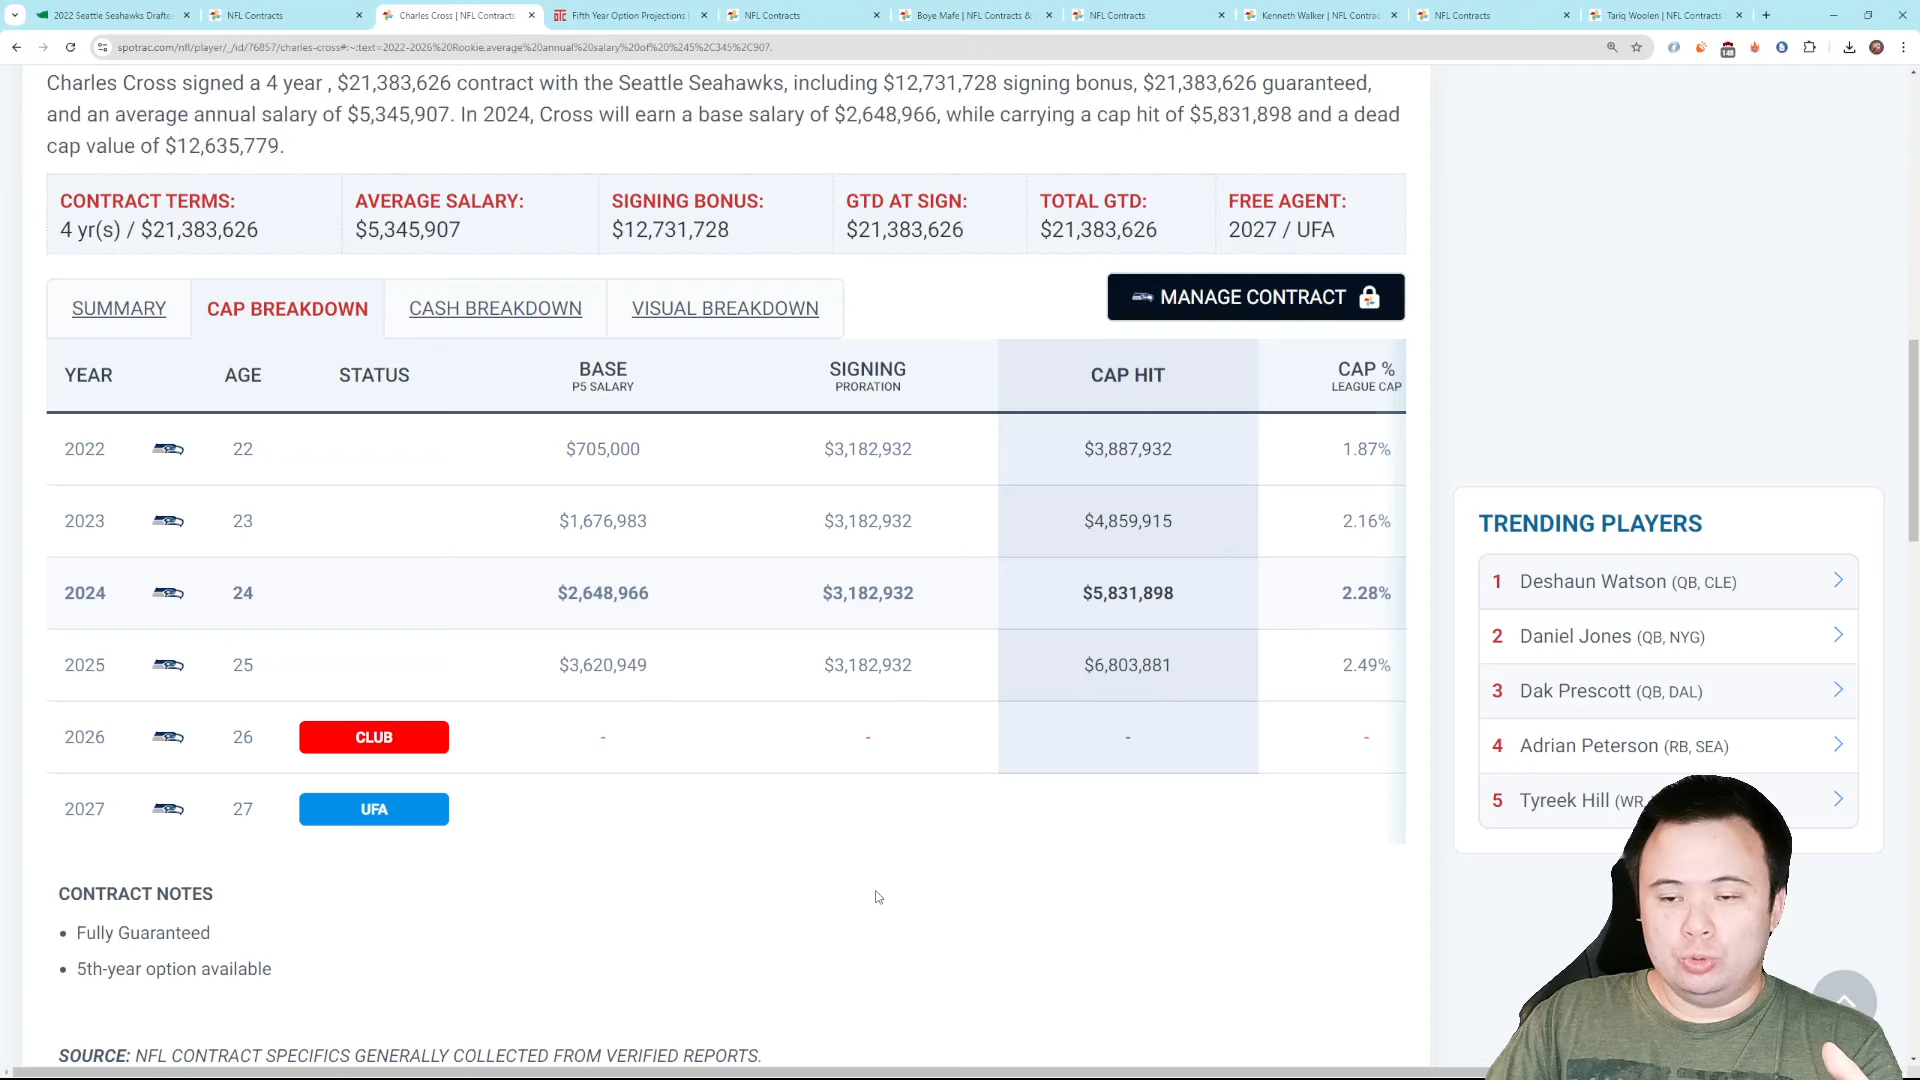 2022 Seattle Seahawks Drafte
NFL Contracts
Charles Cross | NFL Contracts
Fifth Year Option Projections
NFL Contracts
Boye Mafe | NFL Contracts &
NFL Contracts
Kenneth Walker | NFL Contrac
NFL Contracts
Tariq Woolen | NFL Contracts
spotrac.com/nfl/player/_/id/76857/charles-cross#:~:text=2022-2026%20Rookie,average%20annual%20salary%20of%20%245%2C345%2C907.
148
Charles Cross signed a 4 year , $21,383,626 contract with the Seattle Seahawks, including $12,731,728 signing bonus, $21,383,626 guaranteed,
and an average annual salary of $5,345,907. In 2024, Cross will earn a base salary of $2,648,966, while carrying a cap hit of $5,831,898 and a dead
cap value of $12,635,779.
CONTRACT TERMS: AVERAGE SALARY: SIGNING BONUS: GTD AT SIGN: TOTAL GTD: FREE AGENT:
4 yr(s) / $21,383,626 $5,345,907 $12,731,728 $21,383,626 $21,383,626 2027 / UFA
SUMMARY CAP BREAKDOWN CASH BREAKDOWN VISUAL BREAKDOWN MANAGE CONTRACT
YEAR AGE STATUS BASE SIGNING CAP HIT CAP %
P5 SALARY PRORATION LEAGUE CAP
2022 22 $705,000 $3,182,932 $3,887,932 1.87%
2023 23 $1,676,983 $3,182,932 $4,859,915 2.16%
2024 24 $2,648,966 $3,182,932 $5,831,898 2.28%
2025 25 $3,620,949 $3,182,932 $6,803,881 2.49%
2026 26 CLUB - - - -
2027 27 UFA
CONTRACT NOTES
• Fully Guaranteed
• 5th-year option available
SOURCE: NFL CONTRACT SPECIFICS GENERALLY COLLECTED FROM VERIFIED REPORTS.
TRENDING PLAYERS
1 Deshaun Watson (QB, CLE)
2 Daniel Jones (QB, NYG)
3 Dak Prescott (QB, DAL)
4 Adrian Peterson (RB, SEA)
5 Tyreek Hill (WR,